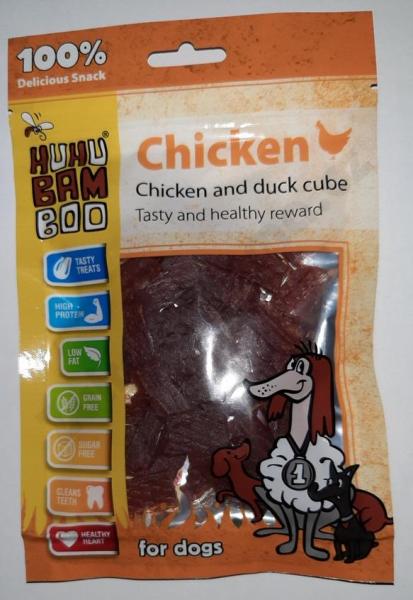 100%
Delicious Snack
HUHU
BAM
BOO
®
Chicken
Chicken and duck cube
Tasty and healthy reward
TASTY
TREATS
HIGH
PROTEIN
LOW
FAT
GRAIN
FREE
SUGAR
FREE
CLEANS
TEETH
HEALTHY
HEART
1
for dogs